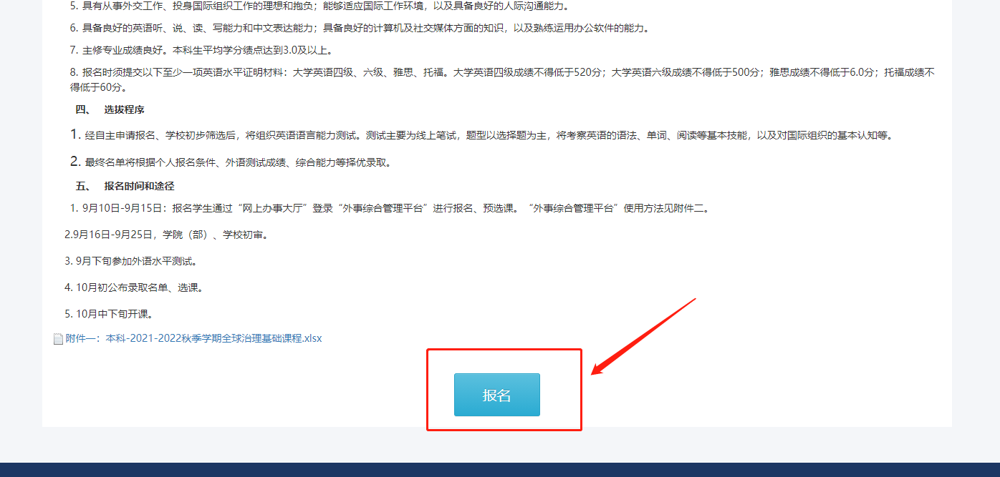 5. 具有从事外交工作、投身国际组织工作的理想和抱负；能够适应国际工作环境，以及具备良好的人际沟通能力。
6. 具备良好的英语听、说、读、写能力和中文表达能力；具备良好的计算机及社交媒体方面的知识，以及熟练运用办公软件的能力。
7. 主修专业成绩良好。本科生平均学分绩点达到3.0及以上。
8. 报名时须提交以下至少一项英语水平证明材料：大学英语四级、六级、雅思、托福。大学英语四级成绩不得低于520分；大学英语六级成绩不得低于500分；雅思成绩不得低于6.0分；托福成绩不
得低于60分。
四、 选拔程序
1. 经自主申请报名、学校初步筛选后，将组织英语语言能力测试。测试主要为线上笔试，题型以选择题为主，将考察英语的语法、单词、阅读等基本技能，以及对国际组织的基本认知等。
2. 最终名单将根据个人报名条件、外语测试成绩、综合能力等择优录取。
五、 报名时间和途径
1. 9月10日-9月15日：报名学生通过“网上办事大厅”登录“外事综合管理平台”进行报名、预选课。“外事综合管理平台”使用方法见附件二。
2.9月16日-9月25日，学院（部）、学校初审。
3. 9月下旬参加外语水平测试。
4. 10月初公布录取名单、选课。
5. 10月中下旬开课。
附件一：本科-2021-2022秋季学期全球治理基础课程.xlsx
报名